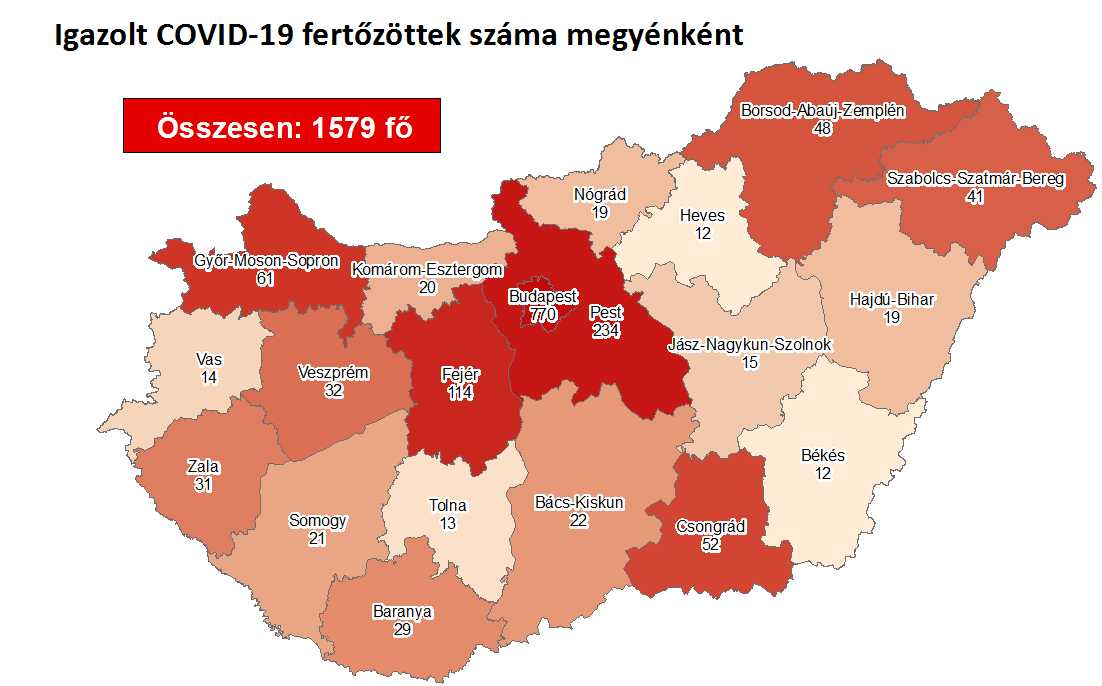 Igazolt COVID-19 fertőzöttek száma megyénként
Összesen: 1579 fő
Borsod-Abaúj-Zemplén
48
Szabolcs-Szatmár-Bereg
41
Nógrád
19
Heves
12
Győr-Moson-Sopron
61
Komárom-Esztergom
20
Budapest
770
Pest
234
Hajdú-Bihar
19
Jász-Nagykun-Szolnok
15
Vas
14
Veszprém
32
Fejér
114
Békés
12
Zala
31
Tolna
13
Bács-Kiskun
22
Somogy
21
Csongrád
52
Baranya
29